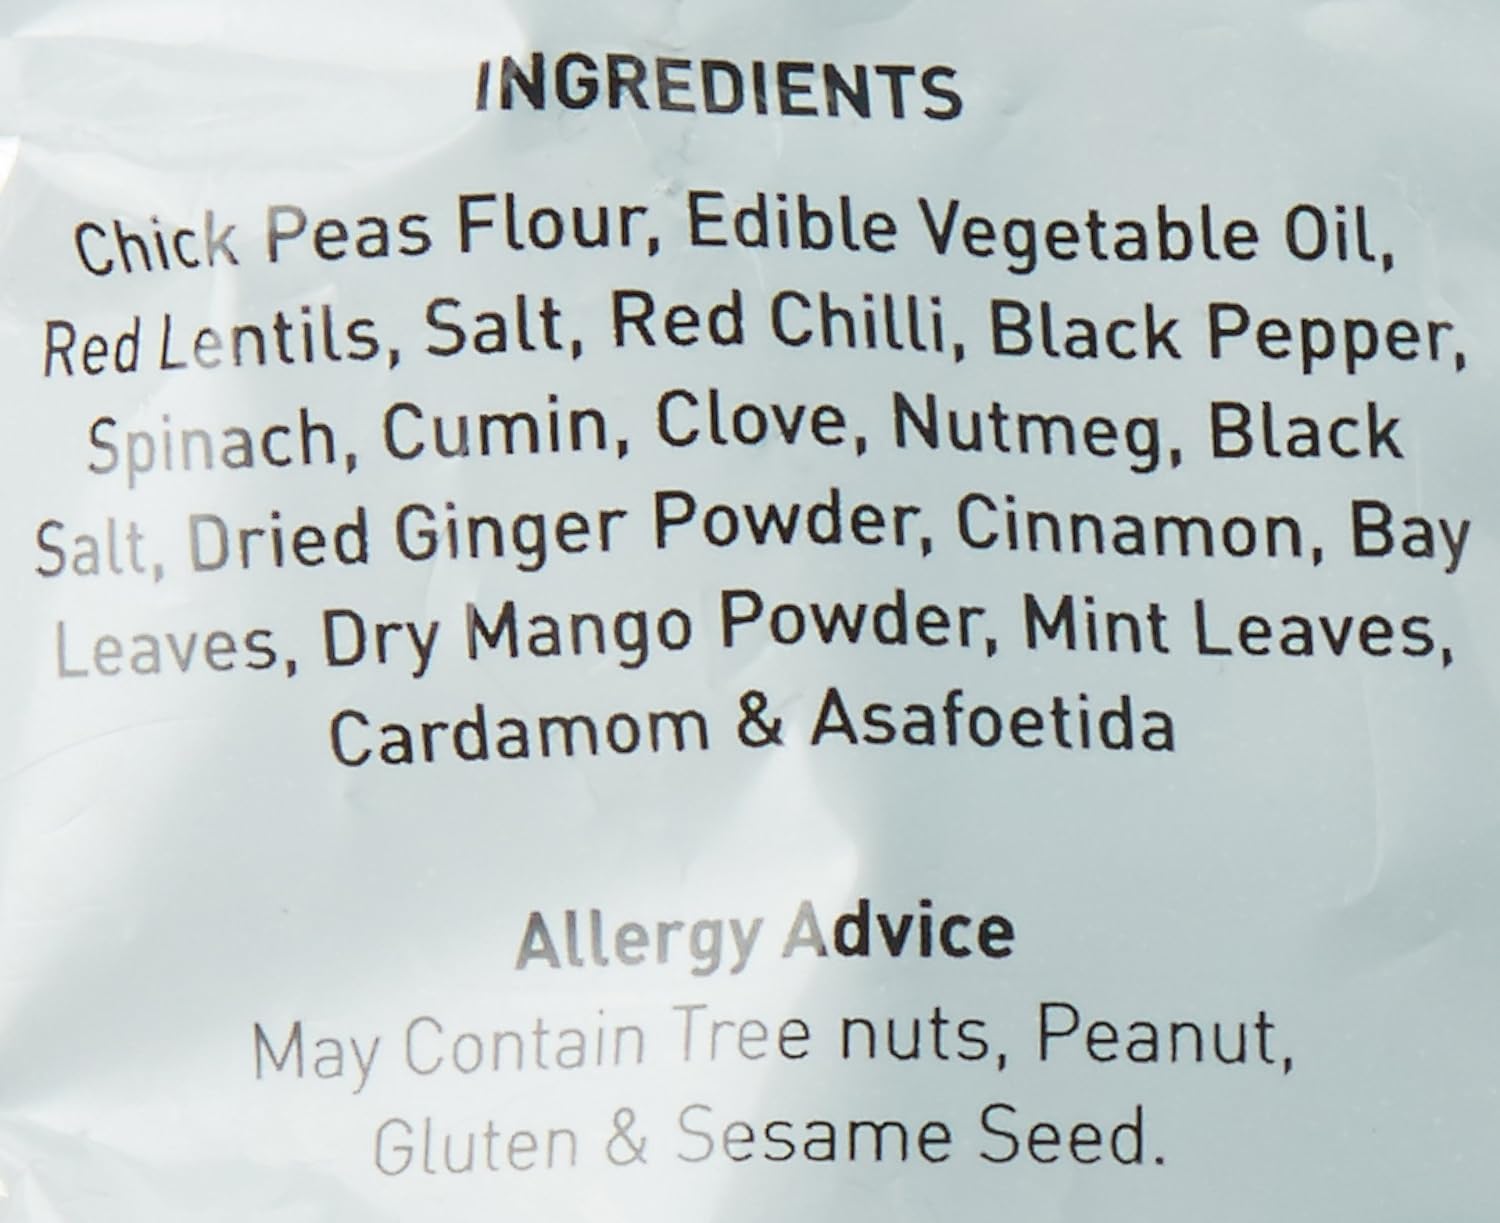 INGREDIENTS
Chick Peas Flour, Edible Vegetable Oil,
Red Lentils, Salt, Red Chilli, Black Pepper,
Spinach, Cumin, Clove, Nutmeg, Black
Salt, Dried Ginger Powder, Cinnamon, Bay
Leaves, Dry Mango Powder, Mint Leaves,
Cardamom & Asafoetida
Allergy Advice
May Contain Tree nuts, Peanut,
Gluten & Sesame Seed.